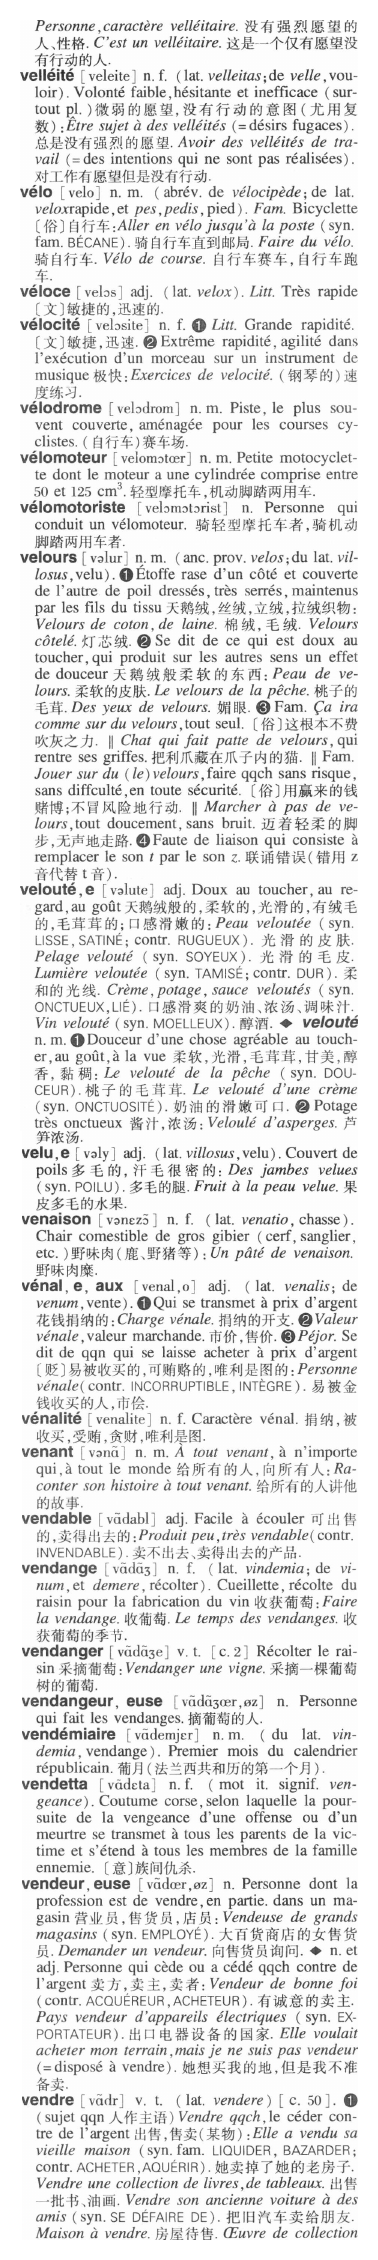 Personne, caractère velléitaire. 没有强烈愿望的
人、性格. C'est un velléitaire. 这是一个仅有愿望没
有行动的人.
velléité [veleite] n. f. (lat. velleitas; de velle, vou-
loir). Volonté faible, hésitante et inefficace (sur-
tout pl.)微弱的愿望,没有行动的意图(尤用复
数): Être sujet à des velléités (=désirs fugaces).
总是没有强烈的愿望. Avoir des velléités de tra-
vail (=des intentions qui ne sont pas réalisées).
对工作有愿望但是没有行动.
vélo [velo] n. m. (abrév. de vélocipède; de lat.
veloxrapide, et pes, pedis, pied). Fam. Bicyclette
〔俗〕自行车: Aller en vélo jusqu'à la poste (syn.
fam. BÉCANE). 骑自行车直到邮局. Faire du vélo.
骑自行车. Vélo de course. 自行车赛车,自行车跑
车.
véloce [velɔs] adj. (lat. velox). Litt. Très rapide
〔文〕敏捷的,迅速的.
vélocité [velɔsite] n. f. ❶ Litt. Grande rapidité.
〔文〕敏捷,迅速. ❷ Extrême rapidité, agilité dans
l'exécution d'un morceau sur un instrument de
musique 极快: Exercices de velocité. (钢琴的)速
度练习.
vélodrome [velɔdrom] n. m. Piste, le plus sou-
vent couverte, aménagée pour les courses cy-
clistes. (自行车)赛车场.
vélomoteur [velomɔtœr] n. m. Petite motocyclet-
te dont le moteur a une cylindrée comprise entre
50 et 125 cm³. 轻型摩托车,机动脚踏两用车.
vélomotoriste [velɔmɔtɔrist] n. Personne qui
conduit un vélomoteur. 骑轻型摩托车者,骑机动
脚踏两用车者.
velours [vəlur] n. m. (anc. prov. velos; du lat. vil-
losus, velu). ❶ Étoffe rase d'un côté et couverte
de l'autre de poil dressés, très serrés, maintenus
par les fils du tissu 天鹅绒,丝绒,立绒,拉绒织物:
Velours de coton, de laine. 棉绒,毛绒. Velours
côtelé. 灯芯绒. ❷ Se dit de ce qui est doux au
toucher, qui produit sur les autres sens un effet
de douceur 天鹅绒般柔软的东西: Peau de ve-
lours. 柔软的皮肤. Le velours de la pêche. 桃子的
毛茸. Des yeux de velours. 媚眼. ❸ Fam. Ça ira
comme sur du velours, tout seul. 〔俗〕这根本不费
吹灰之力. ‖ Chat qui fait patte de velours, qui
rentre ses griffes. 把利爪藏在爪子内的猫. ‖ Fam.
Jouer sur du (le) velours, faire qqch sans risque,
sans diffculté, en toute sécurité. 〔俗〕用赢来的钱
赌博;不冒风险地行动. ‖ Marcher à pas de ve-
lours, tout doucement, sans bruit. 迈着轻柔的脚
步,无声地走路. ❹ Faute de liaison qui consiste à
remplacer le son t par le son z. 联诵错误(错用 z
音代替 t 音).
velouté, e [vəlute] adj. Doux au toucher, au re-
gard, au goût 天鹅绒般的,柔软的,光滑的,有绒毛
的,毛茸茸的;口感滑嫩的: Peau veloutée (syn.
LISSE, SATINÉ; contr. RUGUEUX). 光滑的皮肤.
Pelage velouté (syn. SOYEUX). 光滑的毛皮.
Lumière veloutée (syn. TAMISÉ; contr. DUR). 柔
和的光线. Crème, potage, sauce veloutés (syn.
ONCTUEUX, LIÉ). 口感滑爽的奶油、浓汤、调味汁.
Vin velouté (syn. MOELLEUX). 醇酒. ◆ velouté
n. m. ❶ Douceur d'une chose agréable au touch-
er, au goût, à la vue 柔软,光滑,毛茸茸,甘美,醇
香,黏稠: Le velouté de la pêche (syn. DOU-
CEUR). 桃子的毛茸茸. Le velouté d'une crème
(syn. ONCTUOSITÉ). 奶油的滑嫩可口. ❷ Potage
très onctueux 酱汁,浓汤: Veloulé d'asperges. 芦
笋浓汤.
velu, e [vəly] adj. (lat. villosus, velu). Couvert de
poils 多毛的,汗毛很密的: Des jambes velues
(syn. POILU). 多毛的腿. Fruit à la peau velue. 果
皮多毛的水果.
venaison [vənɛzɔ̃] n. f. (lat. venatio, chasse).
Chair comestible de gros gibier (cerf, sanglier,
etc.)野味肉(鹿、野猪等): Un pâté de venaison.
野味肉糜.
vénal, e, aux [venal, o] adj. (lat. venalis; de
venum, vente). ❶ Qui se transmet à prix d'argent
花钱捐纳的: Charge vénale. 捐纳的开支. ❷ Valeur
vénale, valeur marchande. 市价,售价. ❸ Péjor. Se
dit de qqn qui se laisse acheter à prix d'argent
〔贬〕易被收买的,可贿赂的,唯利是图的: Personne
vénale (contr. INCORRUPTIBLE, INTÈGRE). 易被金
钱收买的人,市侩.
vénalité [venalite] n. f. Caractère vénal. 捐纳,被
收买,受贿,贪财,唯利是图.
venant [vənã] n. m. À tout venant, à n'importe
qui, à tout le monde 给所有的人,向所有人: Ra-
conter son histoire à tout venant. 给所有的人讲他
的故事.
vendable [vãdabl] adj. Facile à écouler 可出售
的,卖得出去的: Produit peu, très vendable (contr.
INVENDABLE). 卖不出去、卖得出去的产品.
vendange [vãdãʒ] n. f. (lat. vindemia; de vi-
num, et demere, récolter). Cueillette, récolte du
raisin pour la fabrication du vin 收获葡萄: Faire
la vendange. 收葡萄. Le temps des vendanges. 收
获葡萄的季节.
vendanger [vãdãʒe] v. t. [c. 2] Récolter le rai-
sin 采摘葡萄: Vendanger une vigne. 采摘一棵葡萄
树的葡萄.
vendangeur, euse [vãdãʒœr, øz] n. Personne
qui fait les vendanges. 摘葡萄的人.
vendémiaire [vãdemjɛr] n. m. (du lat. vin-
demia, vendange). Premier mois du calendrier
républicain. 葡月(法兰西共和历的第一个月).
vendetta [vãdɛta] n. f. (mot it. signif. ven-
geance). Coutume corse, selon laquelle la pour-
suite de la vengeance d'une offense ou d'un
meurtre se transmet à tous les parents de la vic-
time et s'étend à tous les membres de la famille
ennemie. 〔意〕族间仇杀.
vendeur, euse [vãdœr, øz] n. Personne dont la
profession est de vendre, en partie. dans un ma-
gasin 营业员,售货员,店员: Vendeuse de grands
magasins (syn. EMPLOYÉ). 大百货商店的女售货
员. Demander un vendeur. 向售货员询问. ◆ n. et
adj. Personne qui cède ou a cédé qqch contre de
l'argent 卖方,卖主,卖者: Vendeur de bonne foi
(contr. ACQUÉREUR, ACHETEUR). 有诚意的卖主.
Pays vendeur d'appareils électriques (syn. EX-
PORTATEUR). 出口电器设备的国家. Elle voulait
acheter mon terrain, mais je ne suis pas vendeur
(=disposé à vendre). 她想买我的地,但是我不准
备卖.
vendre [vãdr] v. t. (lat. vendere) [c. 50]. ❶
(sujet qqn 人作主语) Vendre qqch, le céder con-
tre de l'argent 出售,售卖(某物): Elle a vendu sa
vieille maison (syn. fam. LIQUIDER, BAZARDER;
contr. ACHETER, AQUÉRIR). 她卖掉了她的老房子.
Vendre une collection de livres, de tableaux. 出售
一批书、油画. Vendre son ancienne voiture à des
amis (syn. SE DÉFAIRE DE). 把旧汽车卖给朋友.
Maison à vendre. 房屋待售. Œuvre de collection